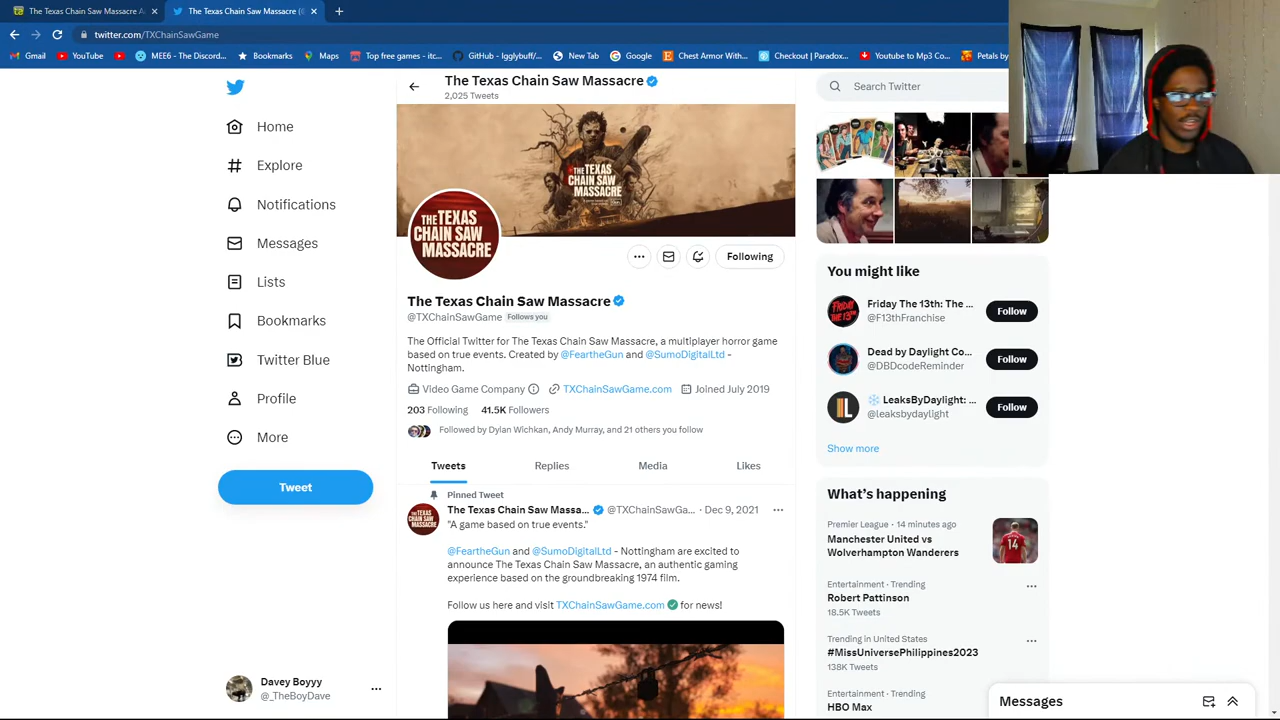 The Texas Chain Saw Massacre A
The Texas Chain Saw Massacre (
twitter.com/TXChainSawGame
Gmail
YouTube
MEE6 - The Discord...
Bookmarks
Maps
Top free games - itc...
GitHub - Igglybuff/...
New Tab
Google
Chest Armor With...
Checkout | Paradox...
Youtube to Mp3 Co...
Petals by
Home
Explore
Notifications
Messages
Lists
Bookmarks
Twitter Blue
Profile
More
Tweet
Davey Boyyy
@_TheBoyDave
The Texas Chain Saw Massacre
2,025 Tweets
THE TEXAS
CHAIN SAW
MASSACRE
THE TEXAS
CHAIN SAW
MASSACRE
Following
The Texas Chain Saw Massacre
@TXChainSawGame Follows you
The Official Twitter for The Texas Chain Saw Massacre, a multiplayer horror game
based on true events. Created by @FeartheGun and @SumoDigitalLtd -
Nottingham.
Video Game Company TXChainSawGame.com Joined July 2019
203 Following 41.5K Followers
Followed by Dylan Wichkan, Andy Murray, and 21 others you follow
Tweets Replies Media Likes
Pinned Tweet
THE TEXAS
CHAIN SAW
MASSACRE
The Texas Chain Saw Massa... @TXChainSawGa... · Dec 9, 2021
"A game based on true events."
@FeartheGun and @SumoDigitalLtd - Nottingham are excited to
announce The Texas Chain Saw Massacre, an authentic gaming
experience based on the groundbreaking 1974 film.
Follow us here and visit TXChainSawGame.com for news!
Search Twitter
You might like
FRIDAY
THE 13TH
Friday The 13th: The ...
@F13thFranchise
Follow
Dead by Daylight Co...
@DBDcodeReminder
Follow
LeaksByDaylight: ...
@leaksbydaylight
Follow
Show more
What's happening
Premier League · 14 minutes ago
Manchester United vs
Wolverhampton Wanderers
14
Entertainment · Trending
Robert Pattinson
18.5K Tweets
Trending in United States
#MissUniversePhilippines2023
138K Tweets
Entertainment · Trending
HBO Max
Messages